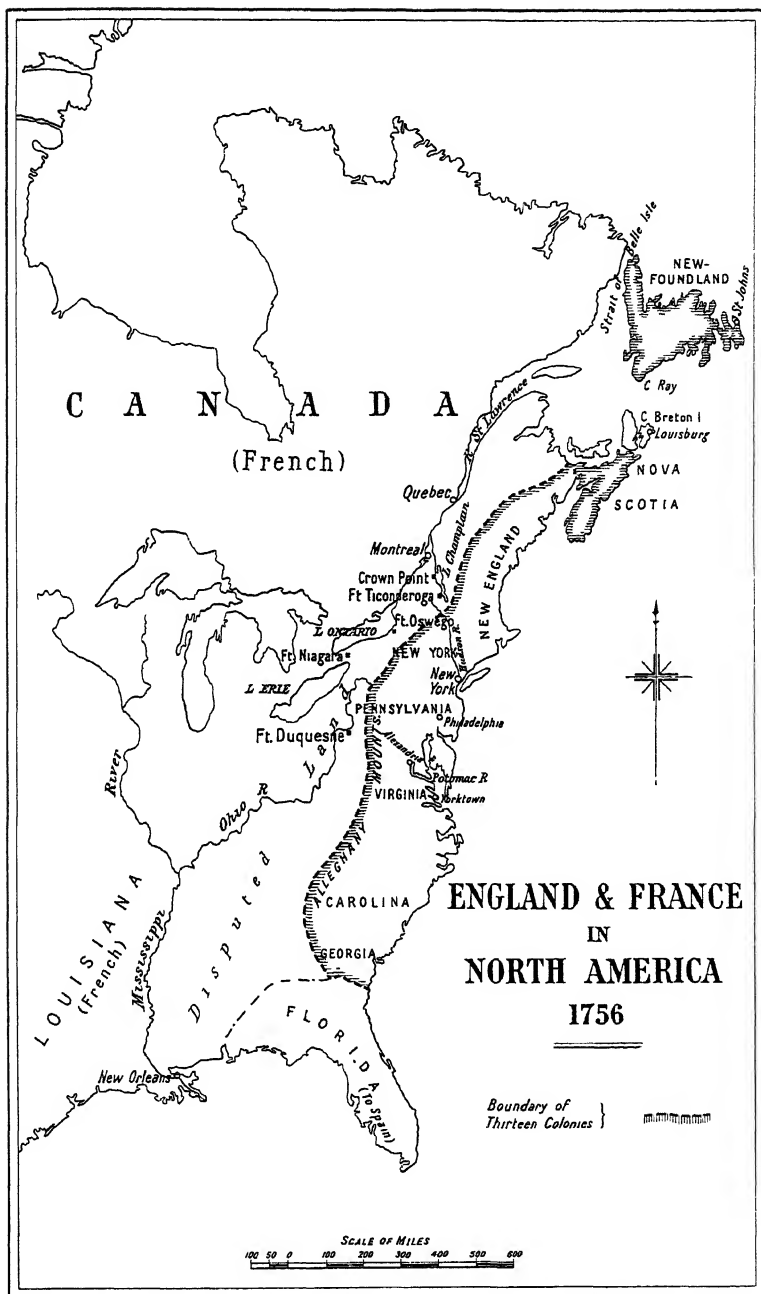 Strait of Belle Isle
NEW-
FOUNDLAND
St Johns
C. Ray
CANADA
(French)
R. St Lawrence
C Breton I
Louisburg
NOVA
SCOTIA
Quebec
L Champlain
Montreal
NEW ENGLAND
Crown Point
Ft Ticonderoga
Ft. Oswego
L ONTARIO
Hudson R.
NEW YORK
Ft. Niagara
New
York
L ERIE
PENNSYLVANIA
Philadelphia
Ft. Duquesne
Alexandria
Potomac R
VIRGINIA
Yorktown
Ohio R
Disputed Land
ALLEGHANY MOUNS
CAROLINA
GEORGIA
Mississippi River
LOUISIANA
(French)
FLORIDA
(To Spain)
New Orleans
ENGLAND & FRANCE
IN
NORTH AMERICA
1756
Boundary of
Thirteen Colonies
SCALE OF MILES
100 50 0 100 200 300 400 500 600